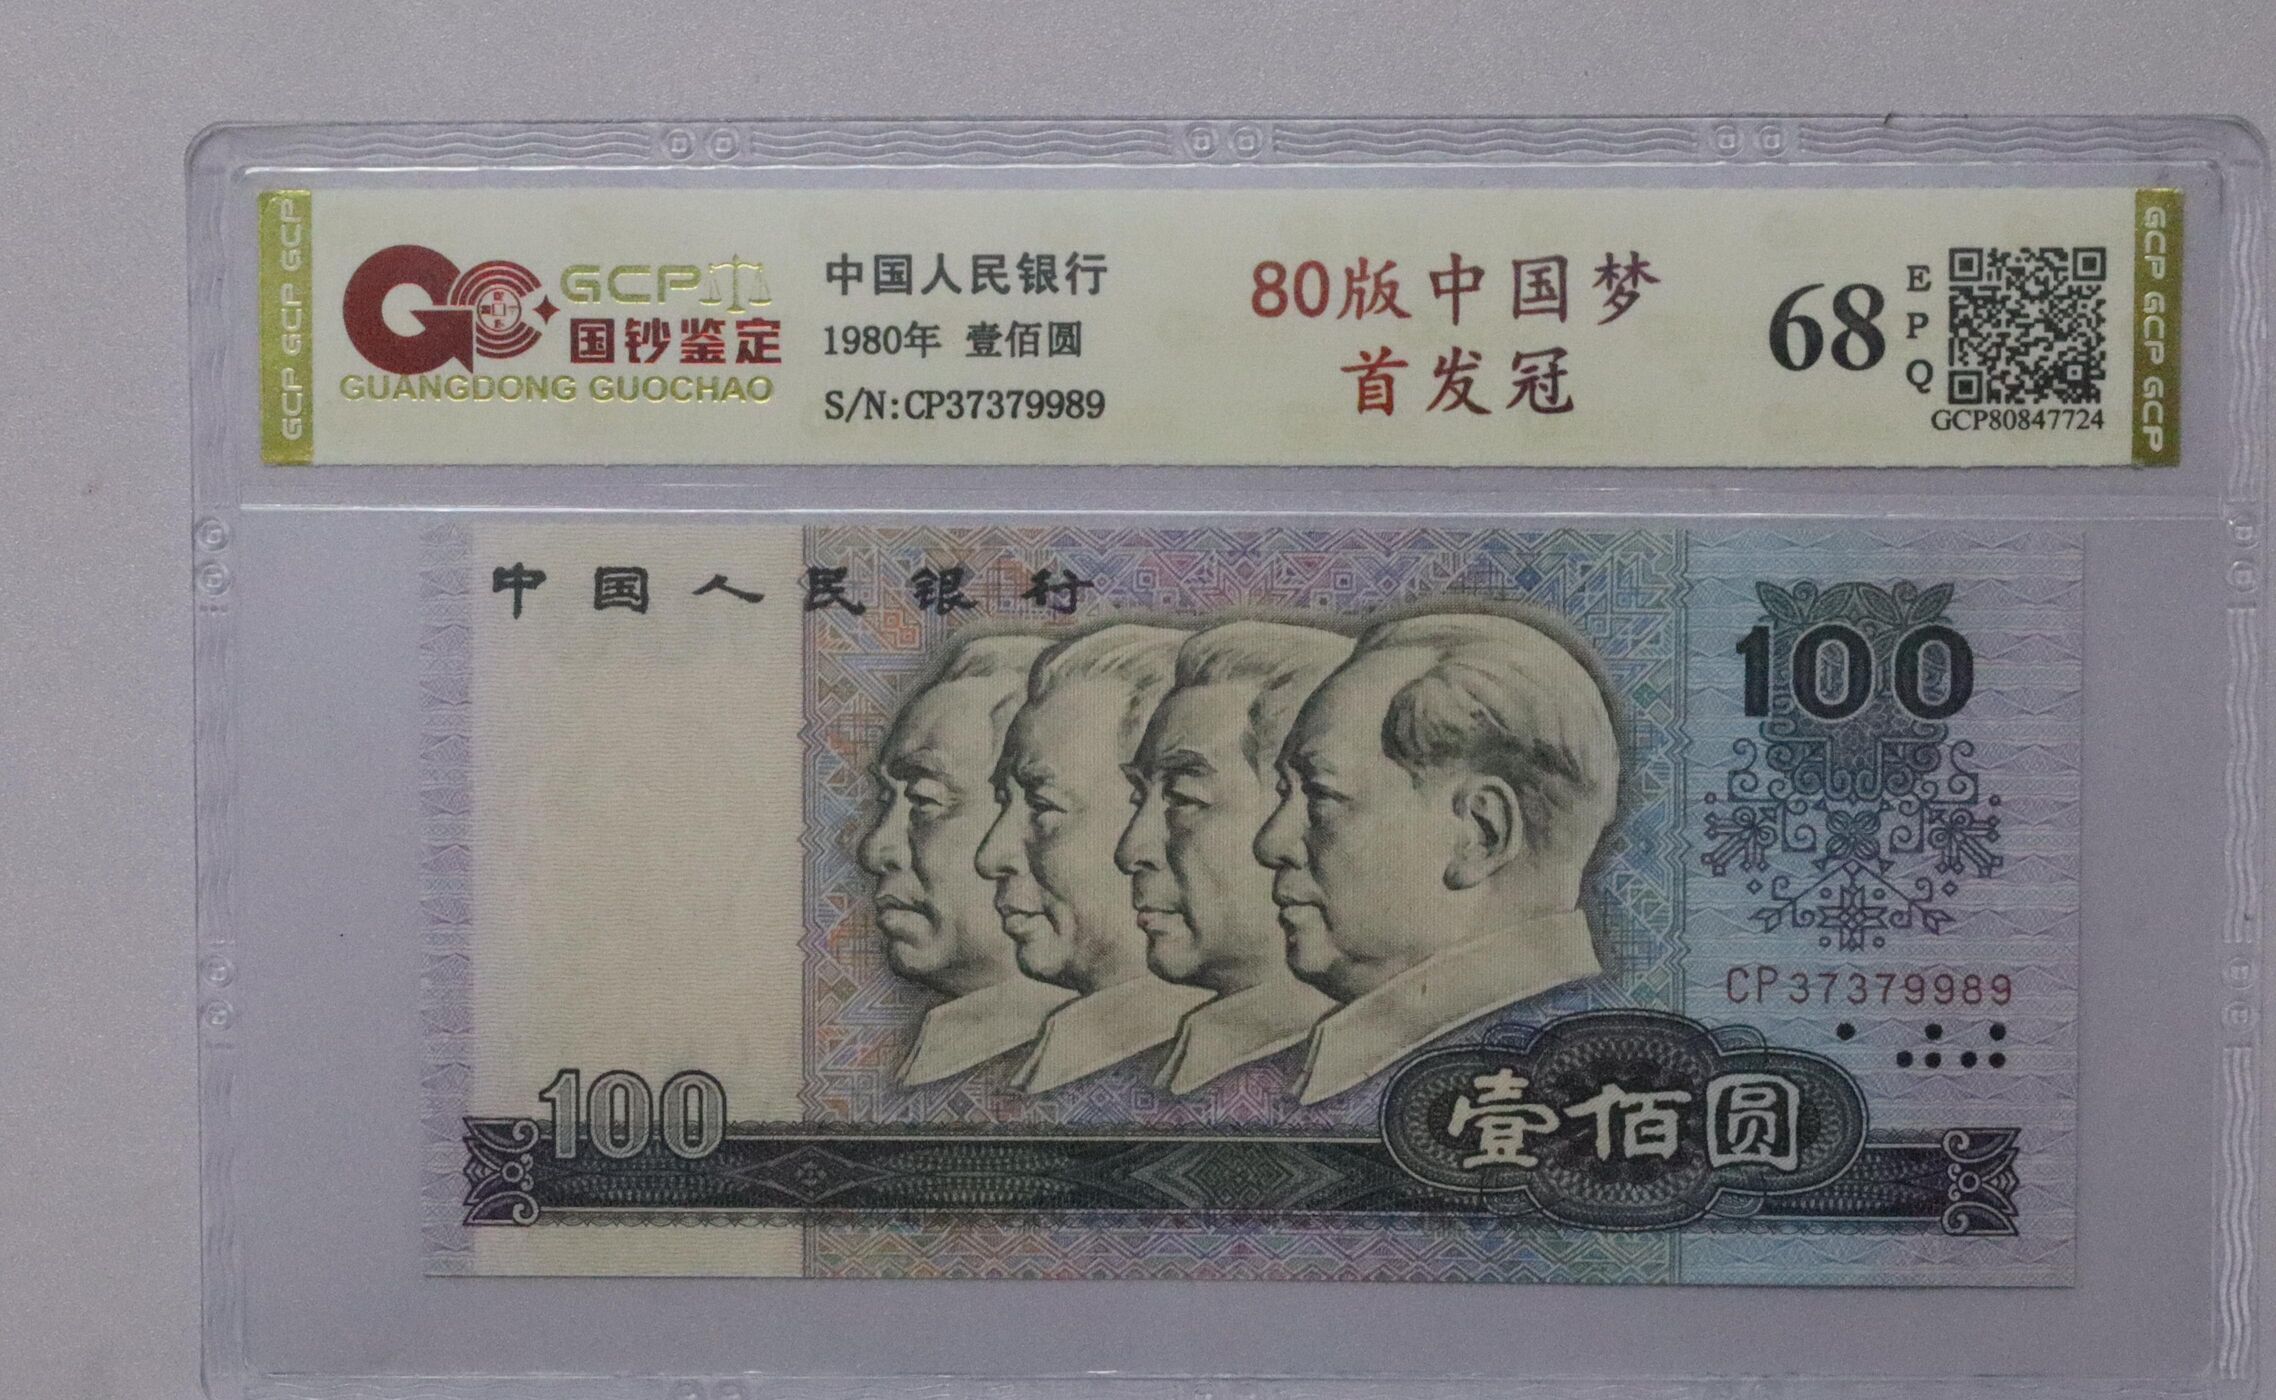 GCP GCP GCP
GCP
国钞鉴定
GUANGDONG GUOCHAO
中国人民银行
1980年 壹佰圆
S/N:CP37379989
80版中国梦
首发冠
68
EPQ
GCP80847724
GCP GCP GCP
中国人民银行
100
CP37379989
100
壹佰圆